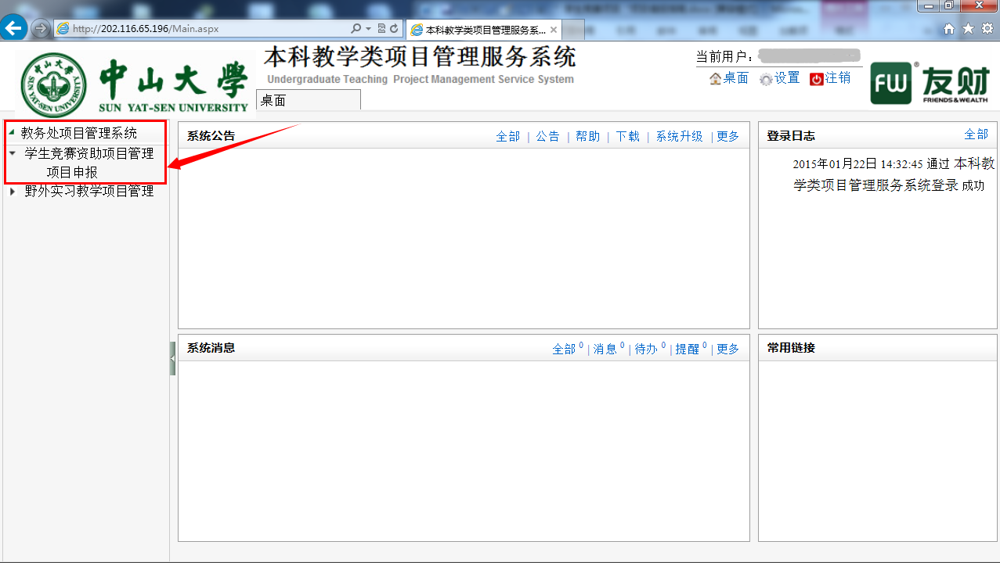 http://202.116.65.196/Main.aspx
本科教学类项目管理服务系...
中山大學
SUN YAT-SEN UNIVERSITY
本科教学类项目管理服务系统
Undergraduate Teaching Project Management Service System
桌面
当前用户：
桌面 设置 注销
FW
®
友财
FRIENDS & WEALTH
教务处项目管理系统
学生竞赛资助项目管理
项目申报
野外实习教学项目管理
系统公告
全部 | 公告 | 帮助 | 下载 | 系统升级 | 更多
登录日志
全部
2015年01月22日 14:32:45 通过 本科教
学类项目管理服务系统登录 成功
系统消息
全部 0 | 消息 0 | 待办 0 | 提醒 0 | 更多
常用链接